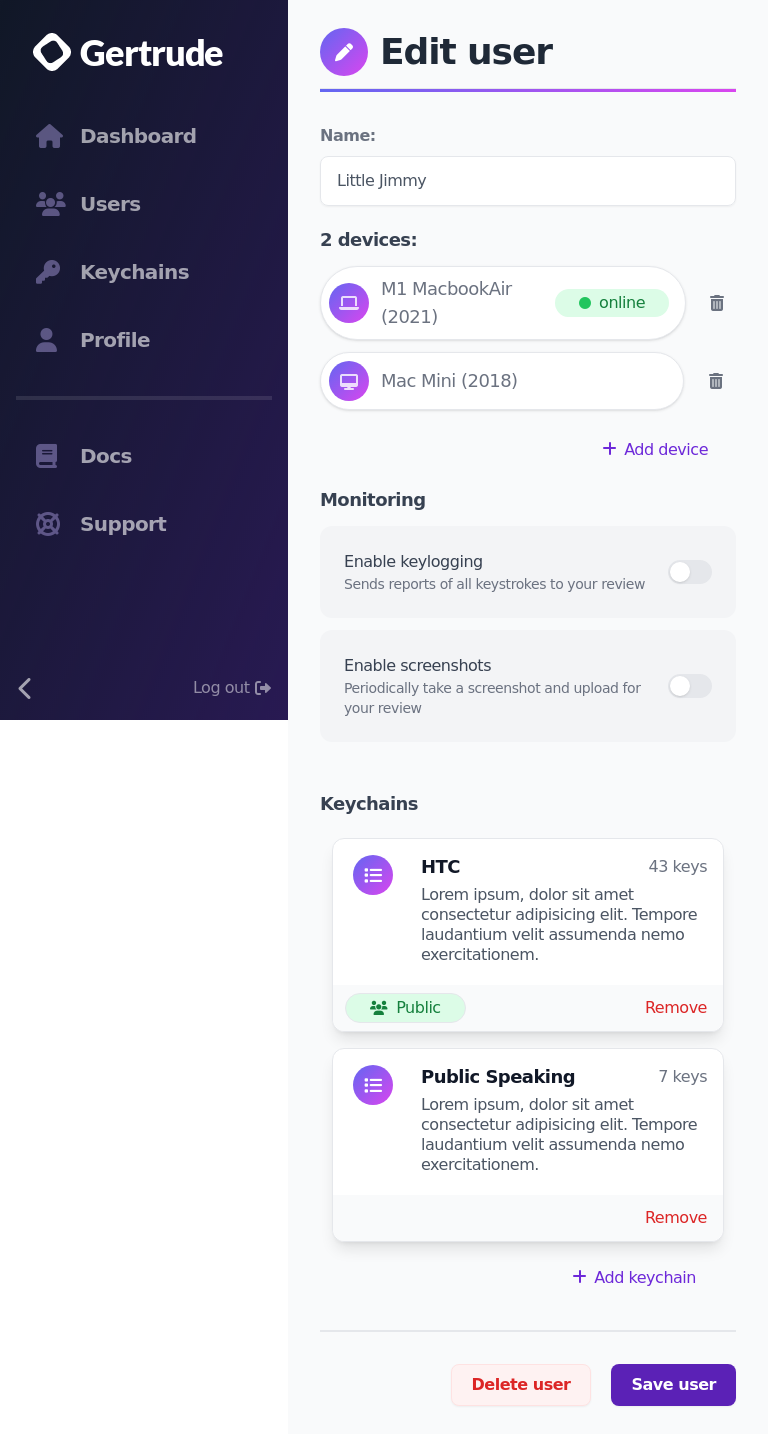 Gertrude
Dashboard
Users
Keychains
Profile
Docs
Support
Log out
Edit user
Name:
Little Jimmy
2 devices:
M1 MacbookAir
(2021)
online
Mac Mini (2018)
Add device
Monitoring
Enable keylogging
Sends reports of all keystrokes to your review
Enable screenshots
Periodically take a screenshot and upload for
your review
Keychains
HTC
43 keys
Lorem ipsum, dolor sit amet
consectetur adipisicing elit. Tempore
laudantium velit assumenda nemo
exercitationem.
Public
Remove
Public Speaking
7 keys
Lorem ipsum, dolor sit amet
consectetur adipisicing elit. Tempore
laudantium velit assumenda nemo
exercitationem.
Remove
Add keychain
Delete user
Save user